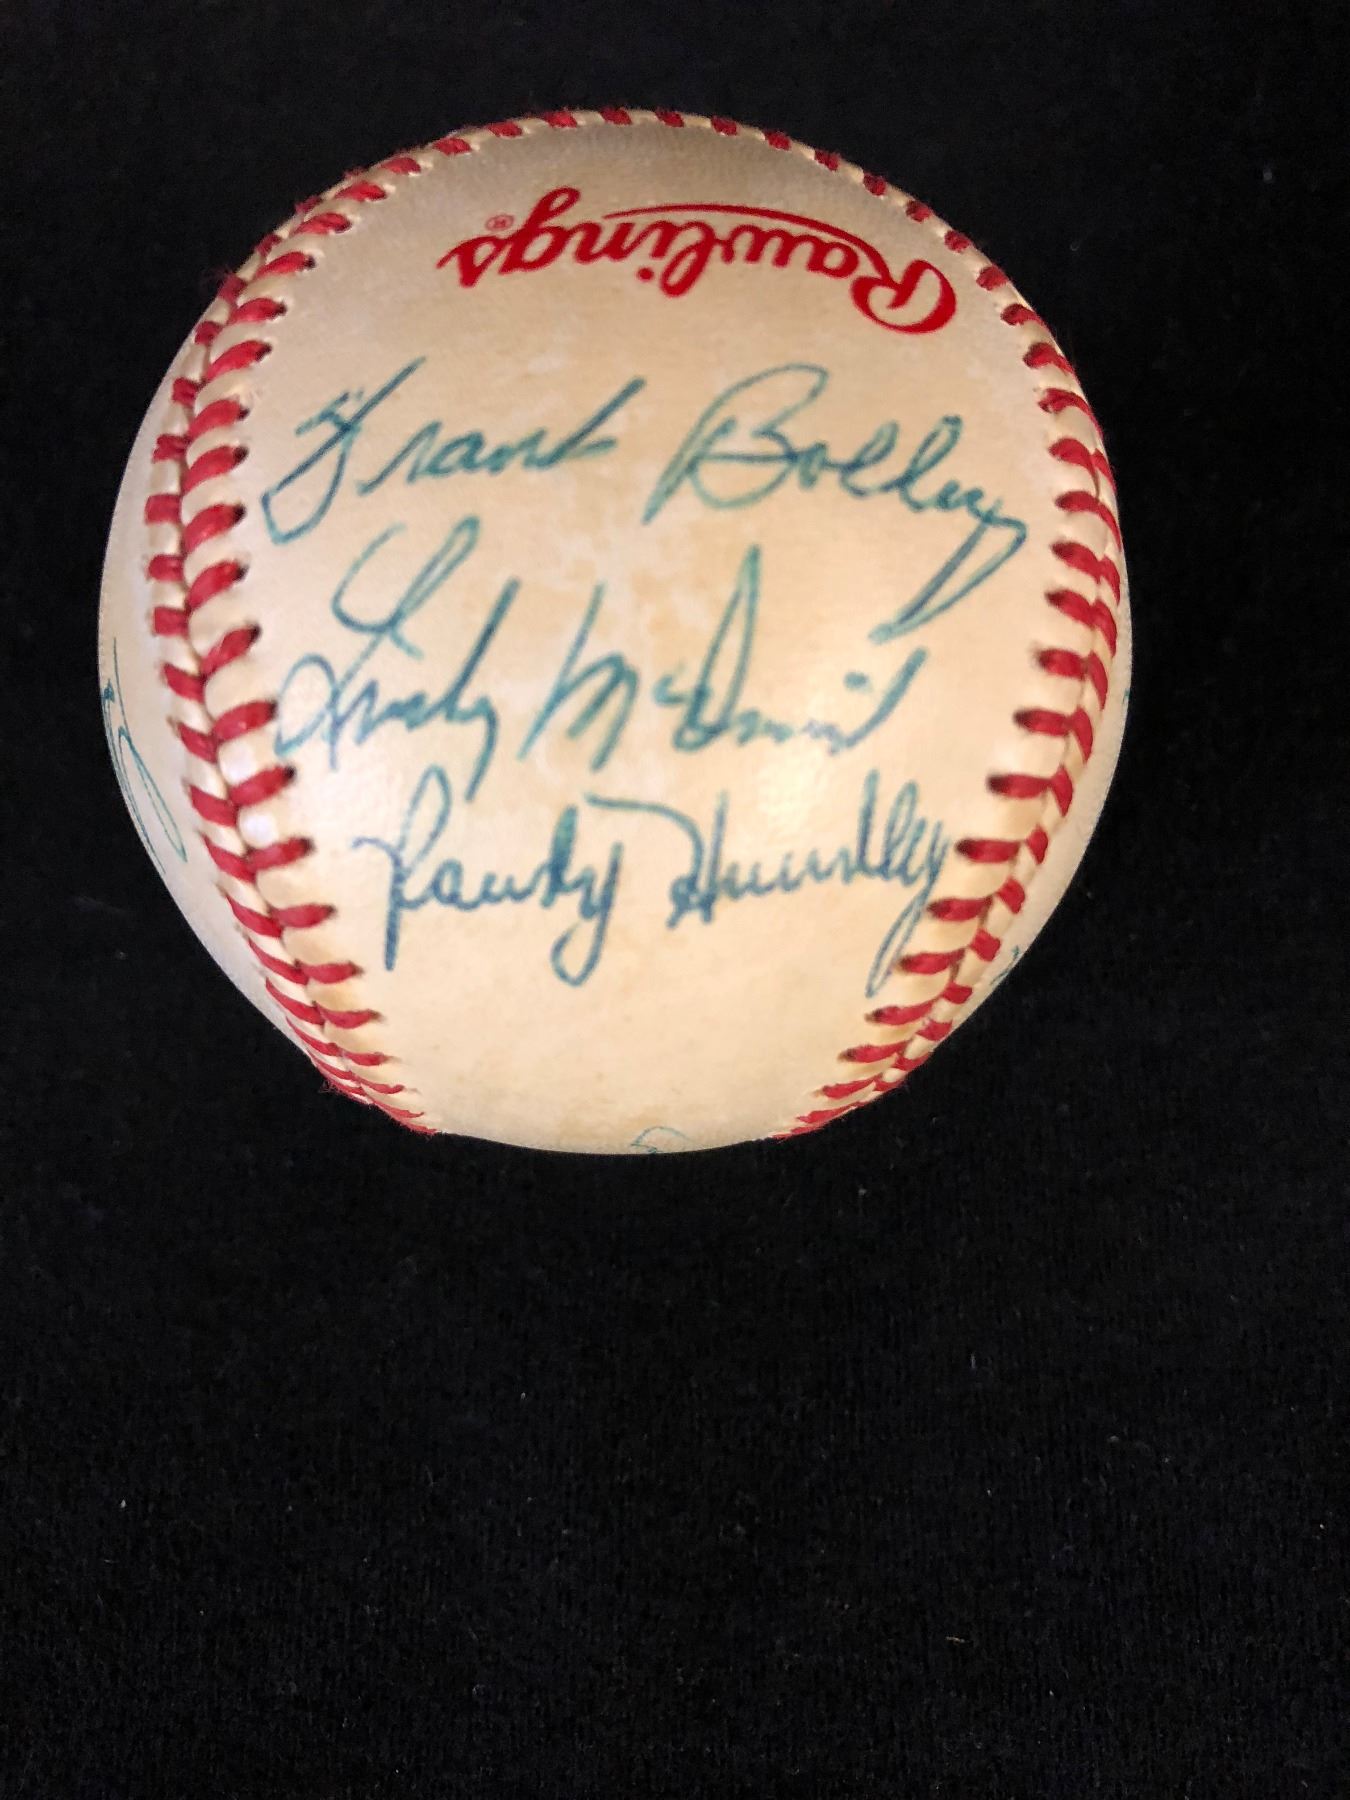 Rawlings®
Frank Bolling
Lindy McDaniel
Randy Hundley